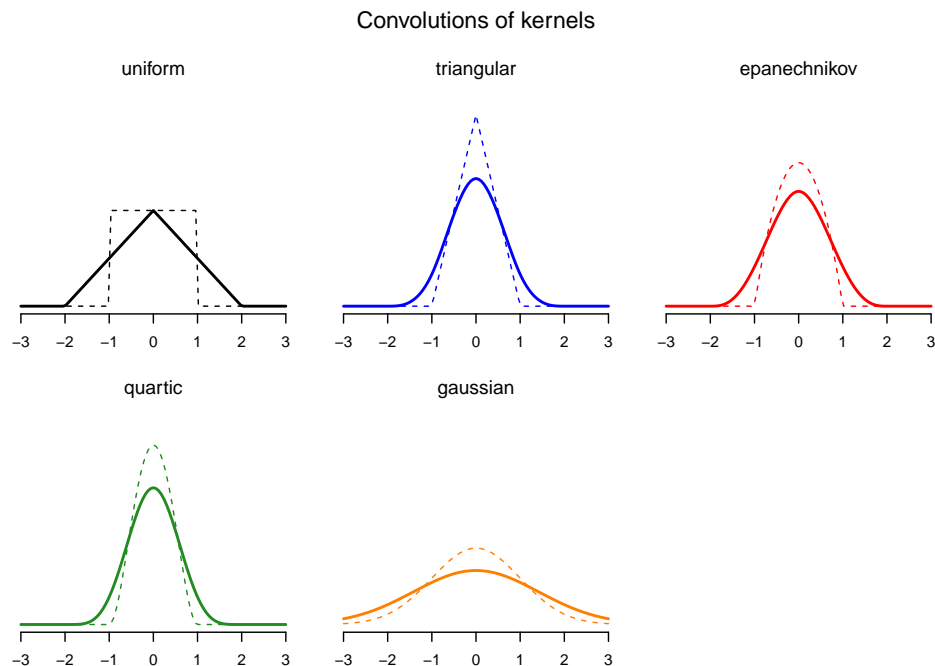 Convolutions of kernels
uniform
triangular
epanechnikov
−3 −2 −1 0 1 2 3
−3 −2 −1 0 1 2 3
−3 −2 −1 0 1 2 3
quartic
gaussian
−3 −2 −1 0 1 2 3
−3 −2 −1 0 1 2 3